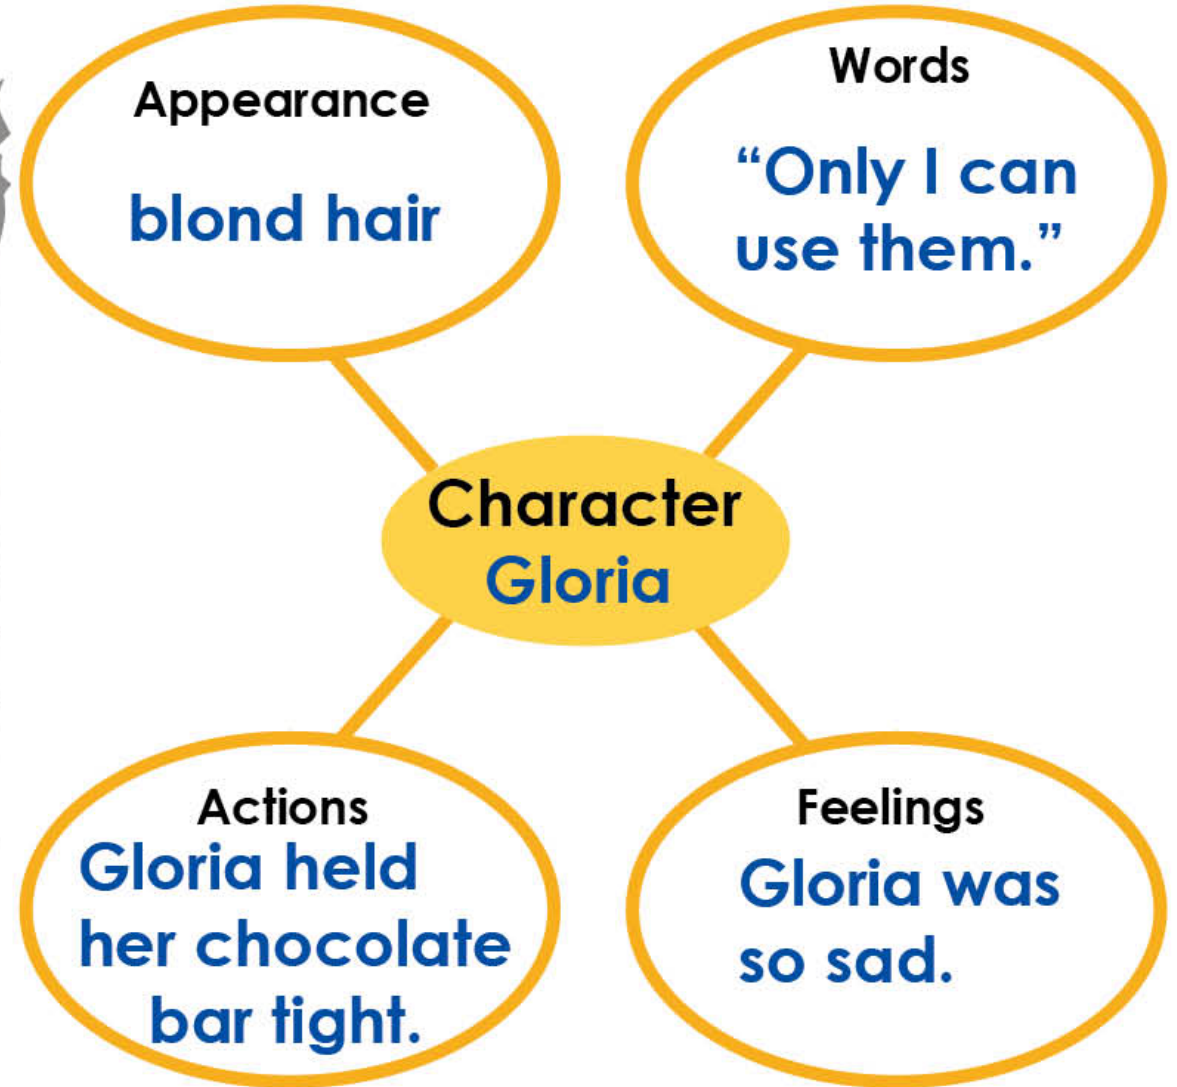 Appearance
blond hair
Words
“Only I can
use them.”
Character
Gloria
Actions
Gloria held
her chocolate
bar tight.
Feelings
Gloria was
so sad.